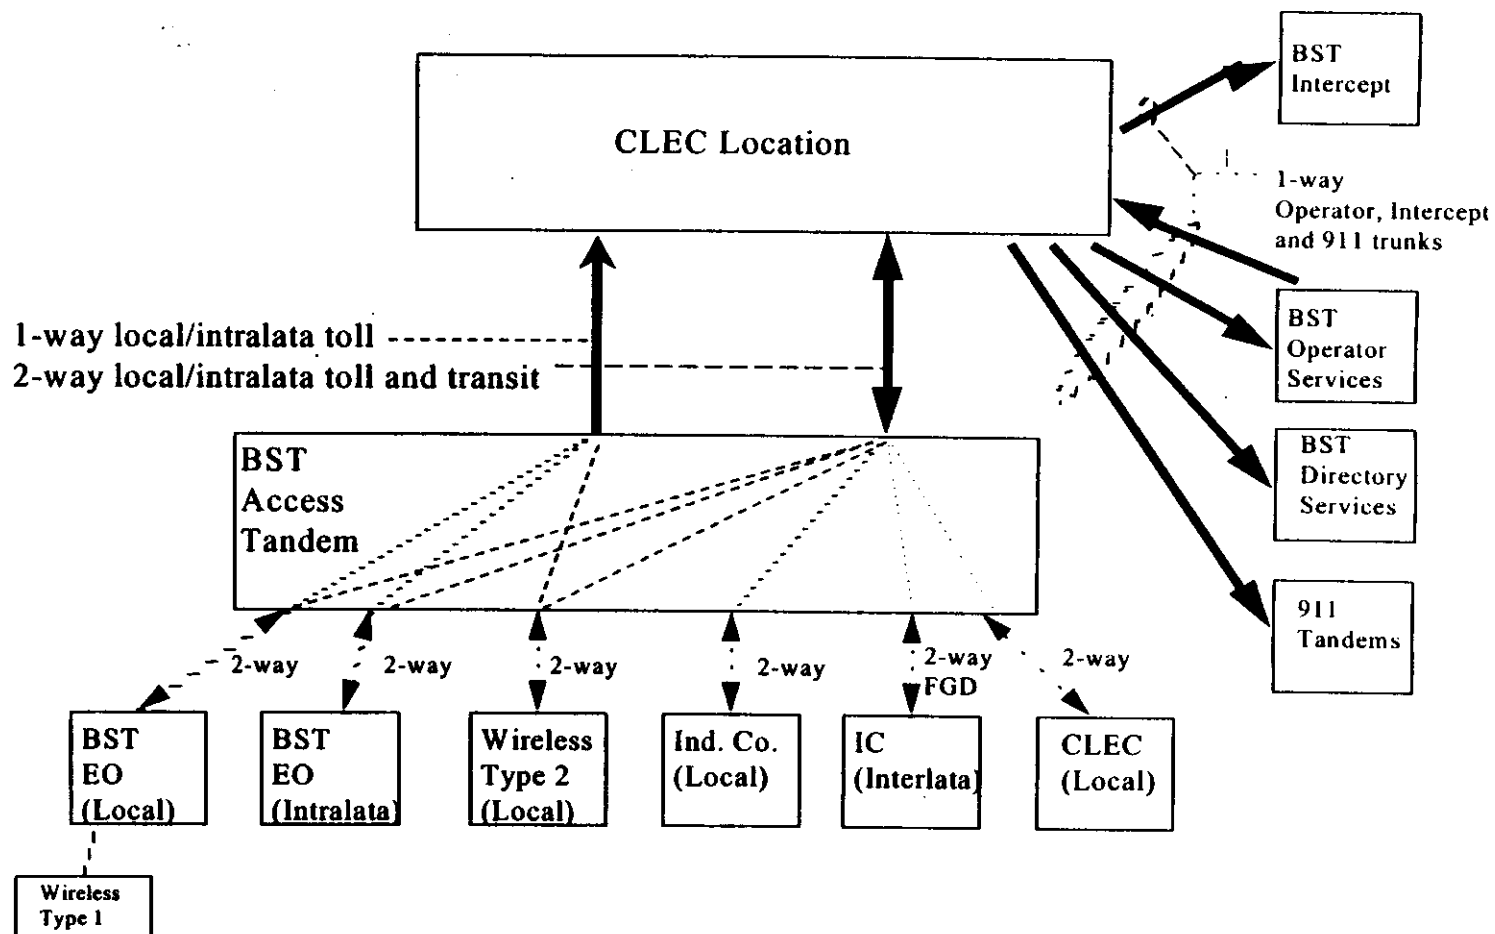 BST
Intercept
CLEC Location
1-way
Operator, Intercept
and 911 trunks
BST
Operator
Services
1-way local/intralata toll
2-way local/intralata toll and transit
BST
Access
Tandem
BST
Directory
Services
911
Tandems
2-way
2-way
2-way
2-way
2-way
FGD
2-way
BST
EO
(Local)
BST
EO
(Intralata)
Wireless
Type 2
(Local)
Ind. Co.
(Local)
IC
(Interlata)
CLEC
(Local)
Wireless
Type 1